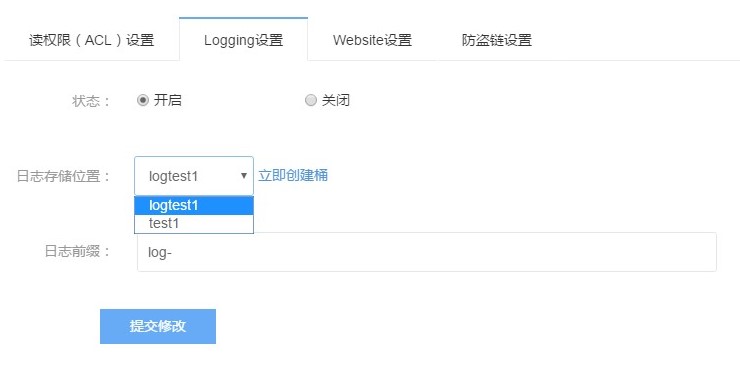 读权限（ACL）设置 Logging设置 Website设置 防盗链设置
状态： 开启 关闭
日志存储位置： logtest1 立即创建桶
logtest1
test1
日志前缀： log-
提交修改